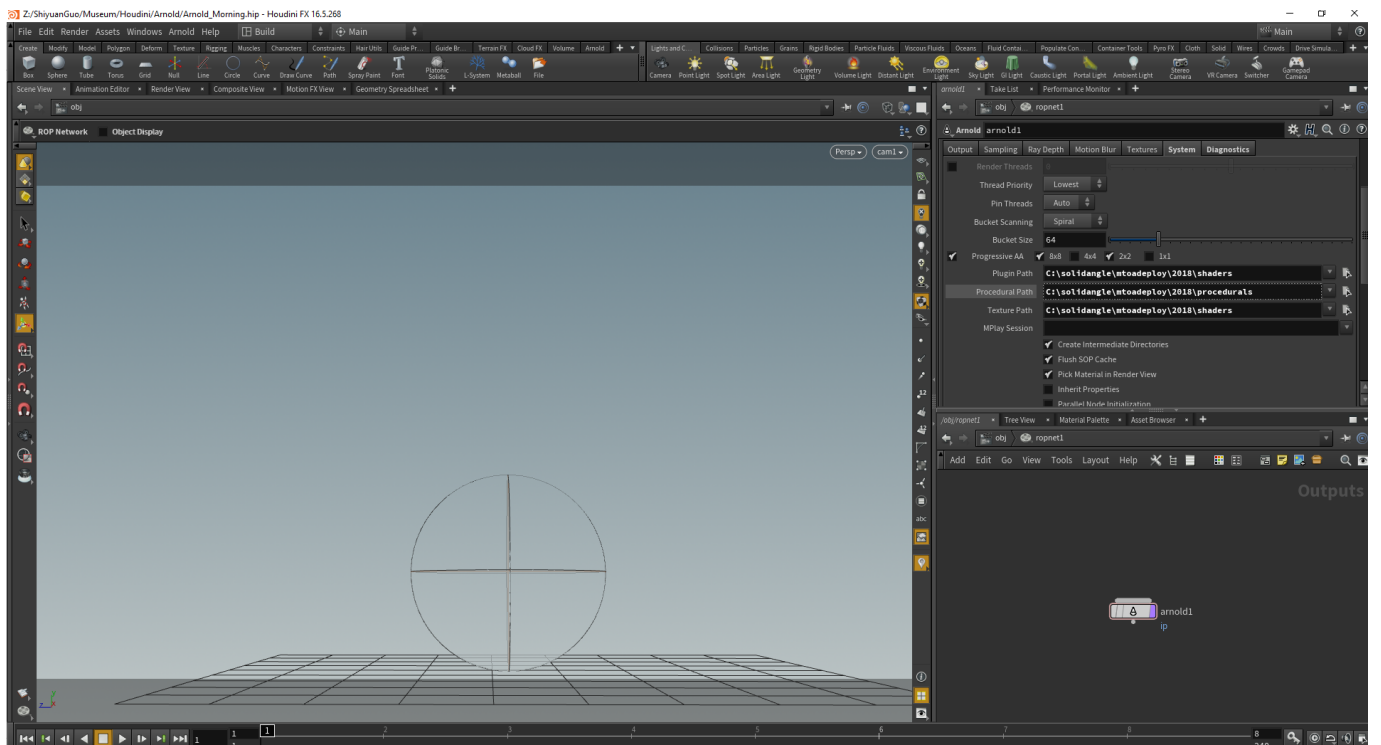 Z:/ShiyuanGuo/Museum/Houdini/Arnold/Arnold_Morning.hip - Houdini FX 16.5.268
File Edit Render Assets Windows Arnold Help Build Main Main
Create Modify Model Polygon Deform Texture Rigging Muscles Characters Constraints Hair Utils Guide Pr... Guide Br... Terrain FX Cloud FX Volume Arnold
Lights and C... Collisions Particles Grains Rigid Bodies Particle Fluids Viscous Fluids Oceans Fluid Contai... Populate Con... Container Tools Pyro FX Cloth Solid Wires Crowds Drive Simula...
Box Sphere Tube Torus Grid Null Line Circle Curve Draw Curve Path Spray Paint Font Platonic Solids L-System Metaball File
Camera Point Light Spot Light Area Light Geometry Light Volume Light Distant Light Environment Light Sky Light GI Light Caustic Light Portal Light Ambient Light Stereo Camera VR Camera Switcher Gamepad Camera
Scene View Animation Editor Render View Composite View Motion FX View Geometry Spreadsheet
obj
ROP Network Object Display
Persp cam1
arnold1 Take List Performance Monitor
obj ropnet1
Arnold arnold1
Output Sampling Ray Depth Motion Blur Textures System Diagnostics
Render Threads
Thread Priority Lowest
Pin Threads Auto
Bucket Scanning Spiral
Bucket Size 64
Progressive AA 8x8 4x4 2x2 1x1
Plugin Path C:\solidangle\mtoadeploy\2018\shaders
Procedural Path C:\solidangle\mtoadeploy\2018\procedurals
Texture Path C:\solidangle\mtoadeploy\2018\shaders
MPlay Session
Create Intermediate Directories
Flush SOP Cache
Pick Material in Render View
Inherit Properties
Parallel Node Initialization
/obj/ropnet1 Tree View Material Palette Asset Browser
obj ropnet1
Add Edit Go View Tools Layout Help
Outputs
arnold1
ip
abc
z
1 1 1 2 3 4 5 6 7 8 8